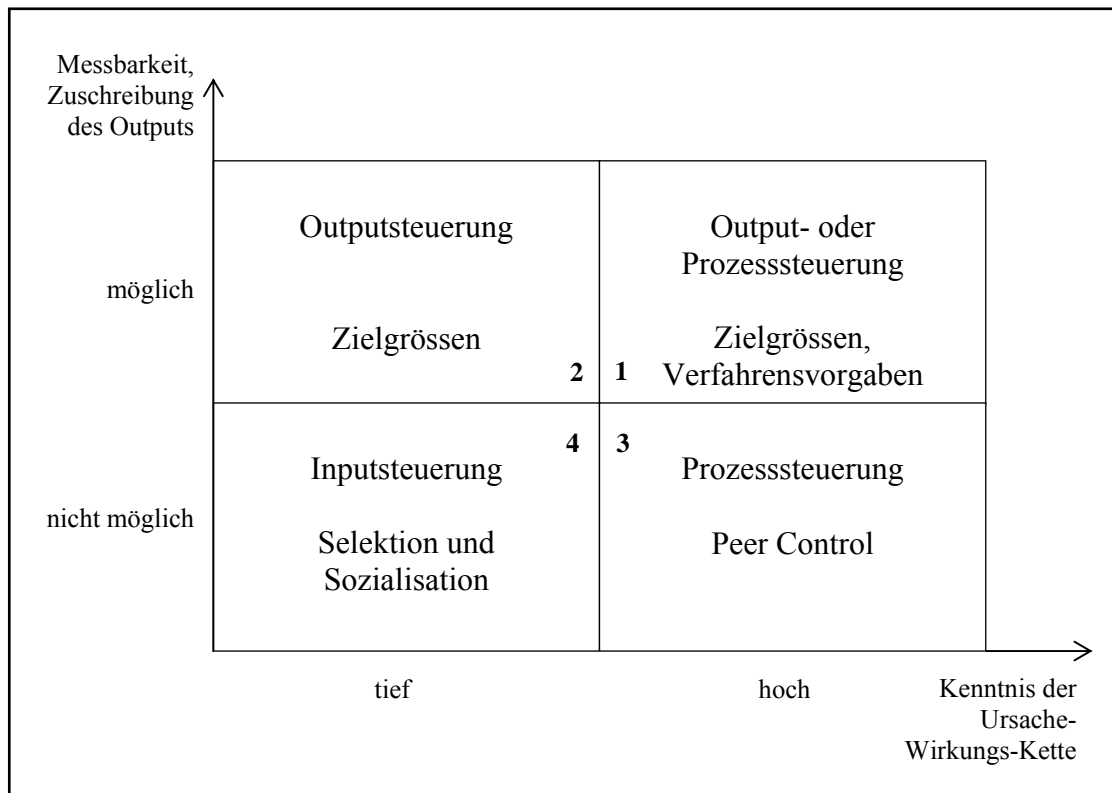 Messbarkeit,
Zuschreibung
des Outputs
möglich
Outputsteuerung
Zielgrössen
2
Output- oder
Prozesssteuerung
Zielgrössen,
Verfahrensvorgaben
1
nicht möglich
Inputsteuerung
Selektion und
Sozialisation
4
Prozesssteuerung
Peer Control
3
tief
hoch
Kenntnis der
Ursache-
Wirkungs-Kette